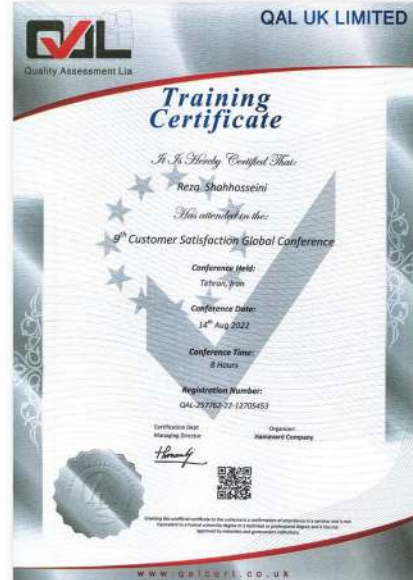 QAL UK LIMITED
QAL
Quality Assessment Lia
Training
Certificate
It Is Hereby Certified That:
Reza Shahhosseini
Has attended in the:
9th Customer Satisfaction Global Conference
Conference Held:
Tehran, Iran
Conference Date:
14th Aug 2022
Conference Time:
8 Hours
Registration Number:
QAL-257762-22-12705453
Certification Dept
Managing Director
Organizer:
Hamavard Company
www.qalcert.co.uk